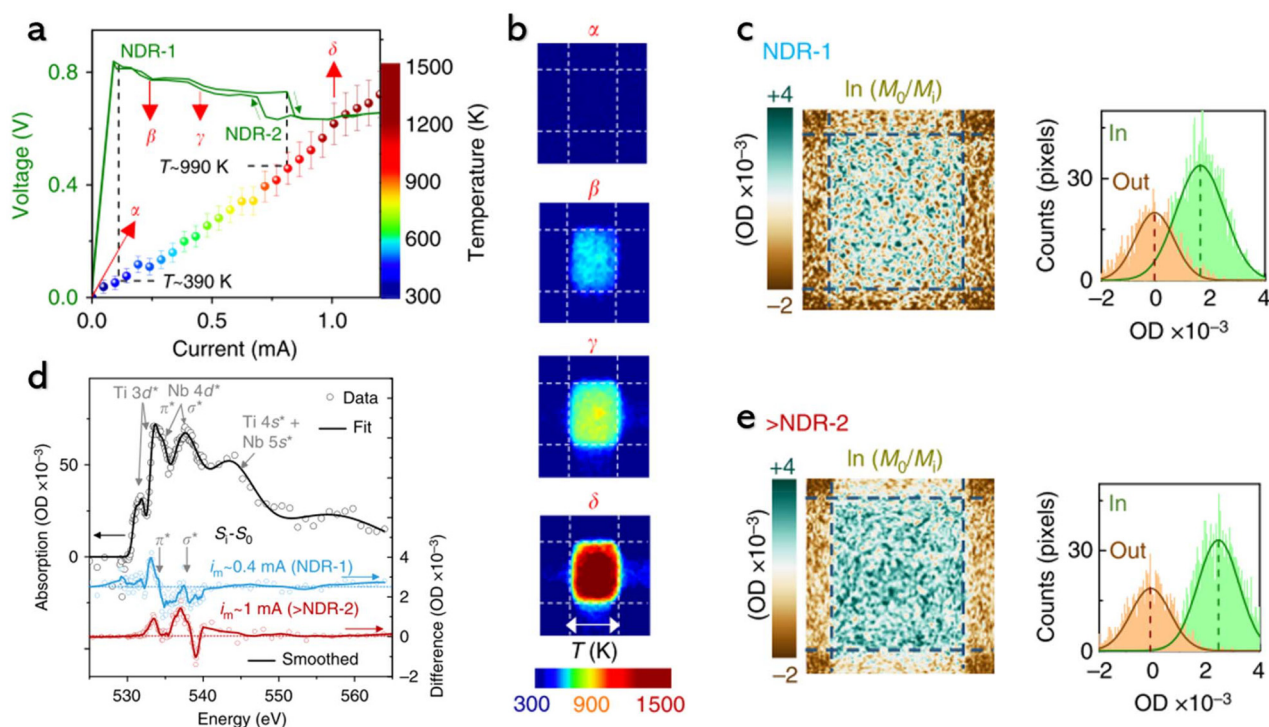 a
NDR-1
δ
0.8
β
γ
NDR-2
T~990 K
0.4
α
T~390 K
0.0
0.0
0.5
1.0
Voltage (V)
Current (mA)
1500
1200
900
600
300
Temperature (K)
b
α
β
γ
δ
T (K)
300
900
1500
c
NDR-1
ln (M₀/Mᵢ)
+4
−2
(OD ×10⁻³)
In
Out
30
0
Counts (pixels)
−2
0
2
4
OD ×10⁻³
d
Ti 3d*
Nb 4d*
π*
σ*
Ti 4s* +
Nb 5s*
Data
Fit
50
0
Absorption (OD ×10⁻³)
Sᵢ-S₀
π*
σ*
iₘ~0.4 mA (NDR-1)
iₘ~1 mA (>NDR-2)
Smoothed
4
2
2
0
−2
Difference (OD ×10⁻³)
530
540
550
560
Energy (eV)
e
>NDR-2
ln (M₀/Mᵢ)
+4
−2
(OD ×10⁻³)
In
Out
30
0
Counts (pixels)
−2
0
2
4
OD ×10⁻³